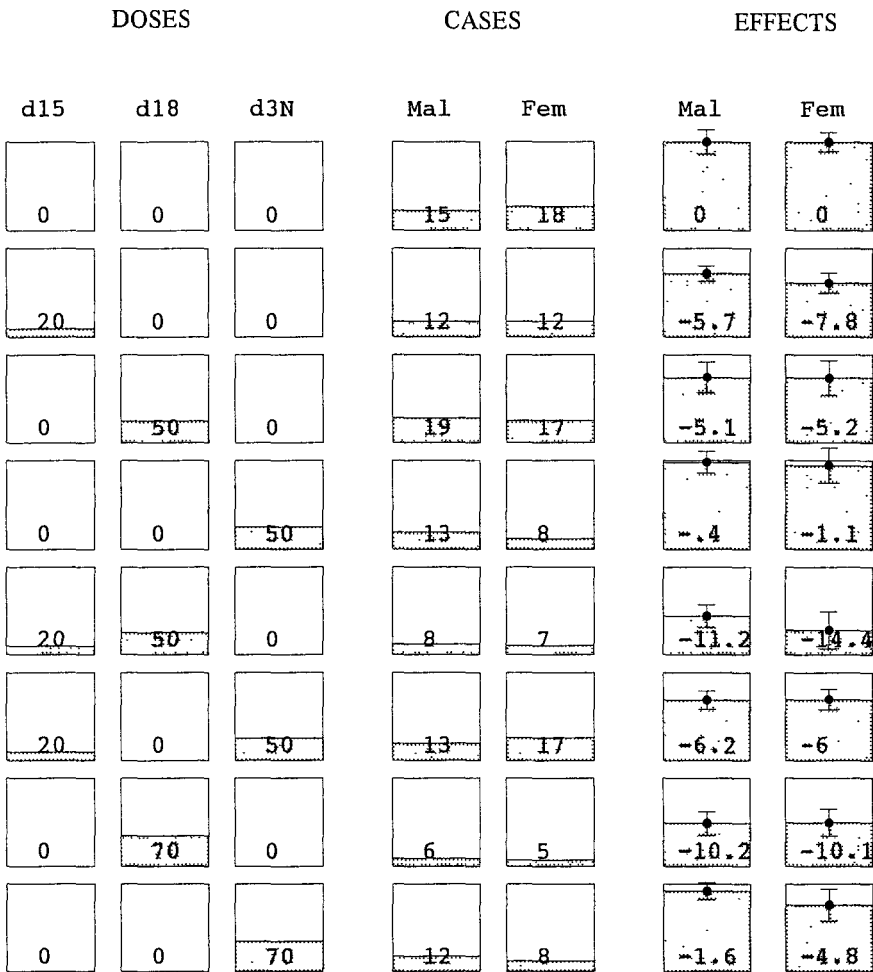 DOSES CASES EFFECTS
d15 d18 d3N Mal Fem Mal Fem
0 0 0 15 18 0 0
20 0 0 12 12 -5.7 -7.8
0 50 0 19 17 -5.1 -5.2
0 0 50 13 8 -.4 -1.1
20 50 0 8 7 -11.2 -14.4
20 0 50 13 17 -6.2 -6
0 70 0 6 5 -10.2 -10.1
0 0 70 12 8 -1.6 -4.8